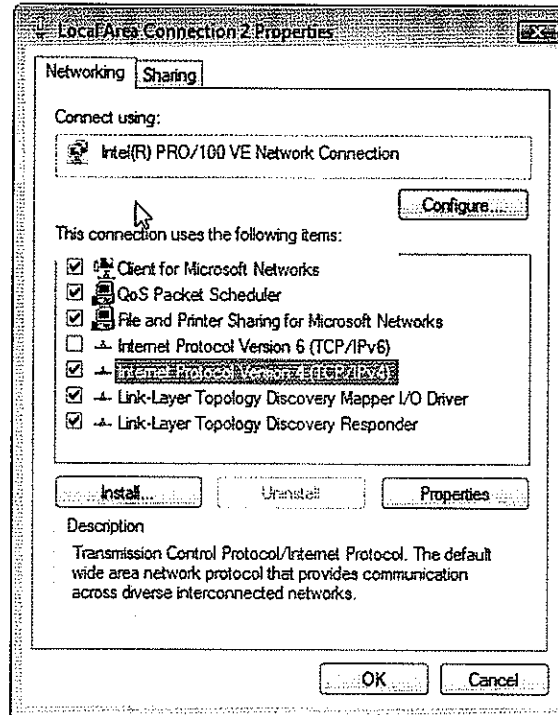 Local Area Connection 2 Properties
Networking
Sharing
Connect using:
Intel(R) PRO/100 VE Network Connection
Configure...
This connection uses the following items:
Client for Microsoft Networks
QoS Packet Scheduler
File and Printer Sharing for Microsoft Networks
Internet Protocol Version 6 (TCP/IPv6)
Internet Protocol Version 4 (TCP/IPv4)
Link-Layer Topology Discovery Mapper I/O Driver
Link-Layer Topology Discovery Responder
Install...
Uninstall
Properties
Description
Transmission Control Protocol/Internet Protocol. The default
wide area network protocol that provides communication
across diverse interconnected networks.
OK
Cancel